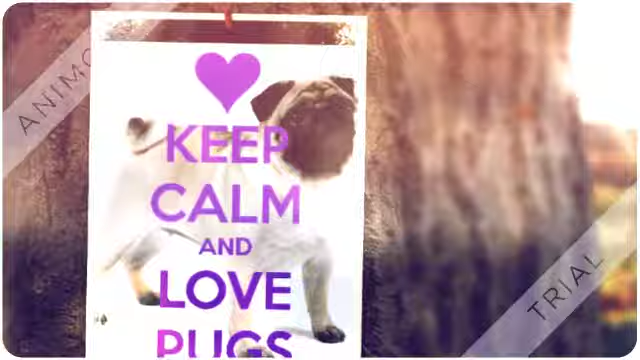 ANIMO
KEEP
CALM
AND
LOVE
PUGS
TRIAL